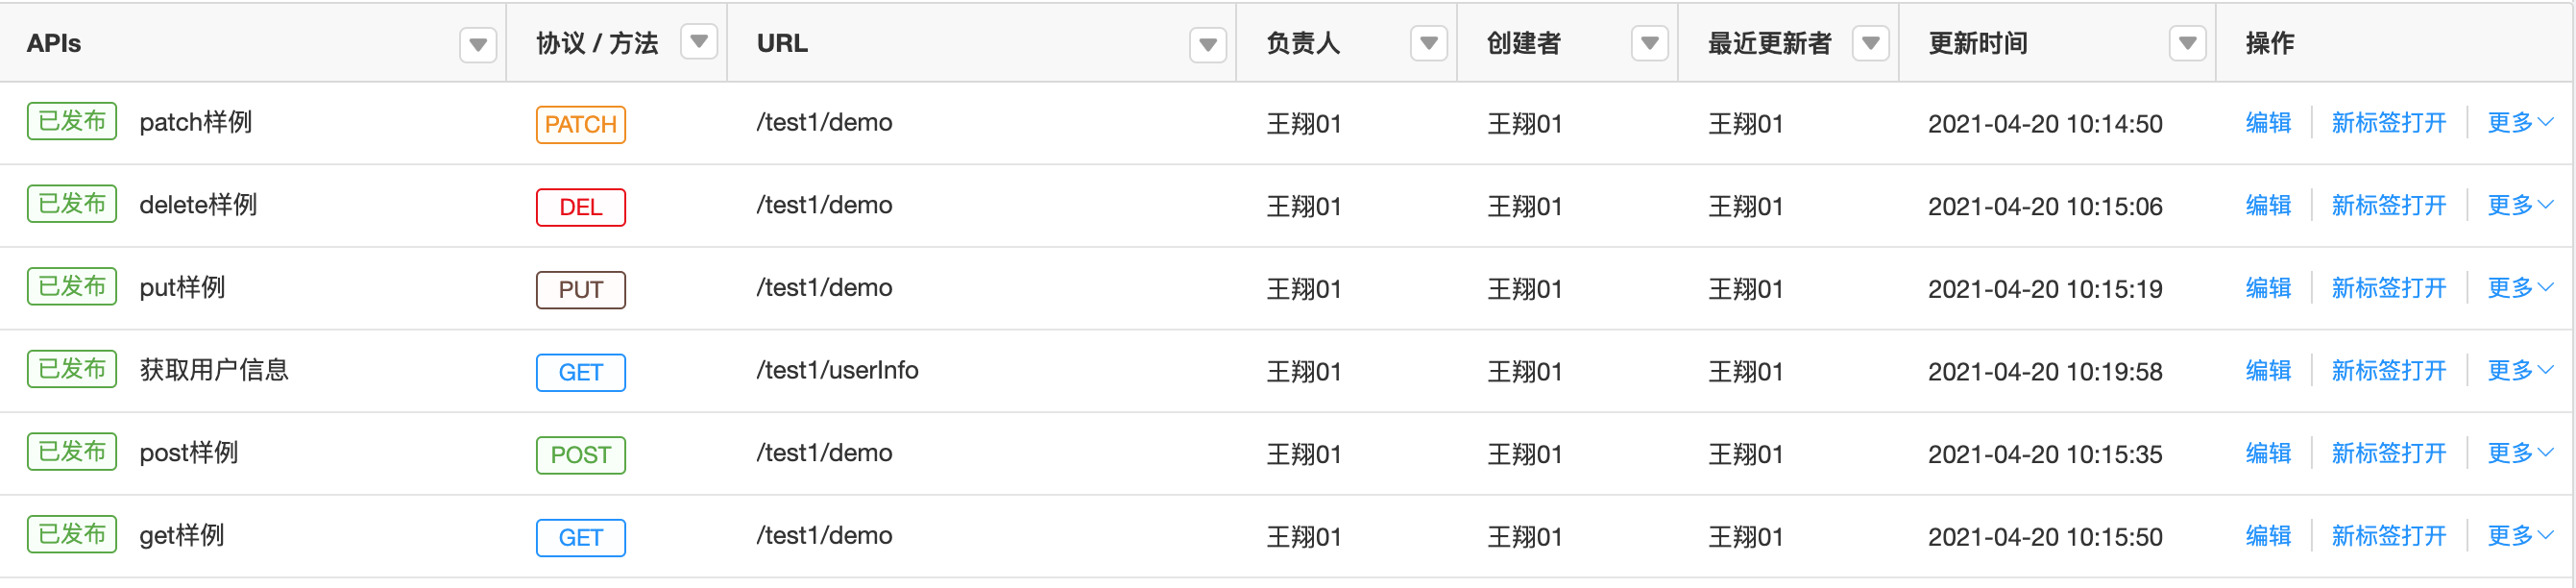 APIs 协议 / 方法 URL 负责人 创建者 最近更新者 更新时间 操作
已发布 patch样例 PATCH /test1/demo 王翔01 王翔01 王翔01 2021-04-20 10:14:50 编辑 新标签打开 更多
已发布 delete样例 DEL /test1/demo 王翔01 王翔01 王翔01 2021-04-20 10:15:06 编辑 新标签打开 更多
已发布 put样例 PUT /test1/demo 王翔01 王翔01 王翔01 2021-04-20 10:15:19 编辑 新标签打开 更多
已发布 获取用户信息 GET /test1/userInfo 王翔01 王翔01 王翔01 2021-04-20 10:19:58 编辑 新标签打开 更多
已发布 post样例 POST /test1/demo 王翔01 王翔01 王翔01 2021-04-20 10:15:35 编辑 新标签打开 更多
已发布 get样例 GET /test1/demo 王翔01 王翔01 王翔01 2021-04-20 10:15:50 编辑 新标签打开 更多